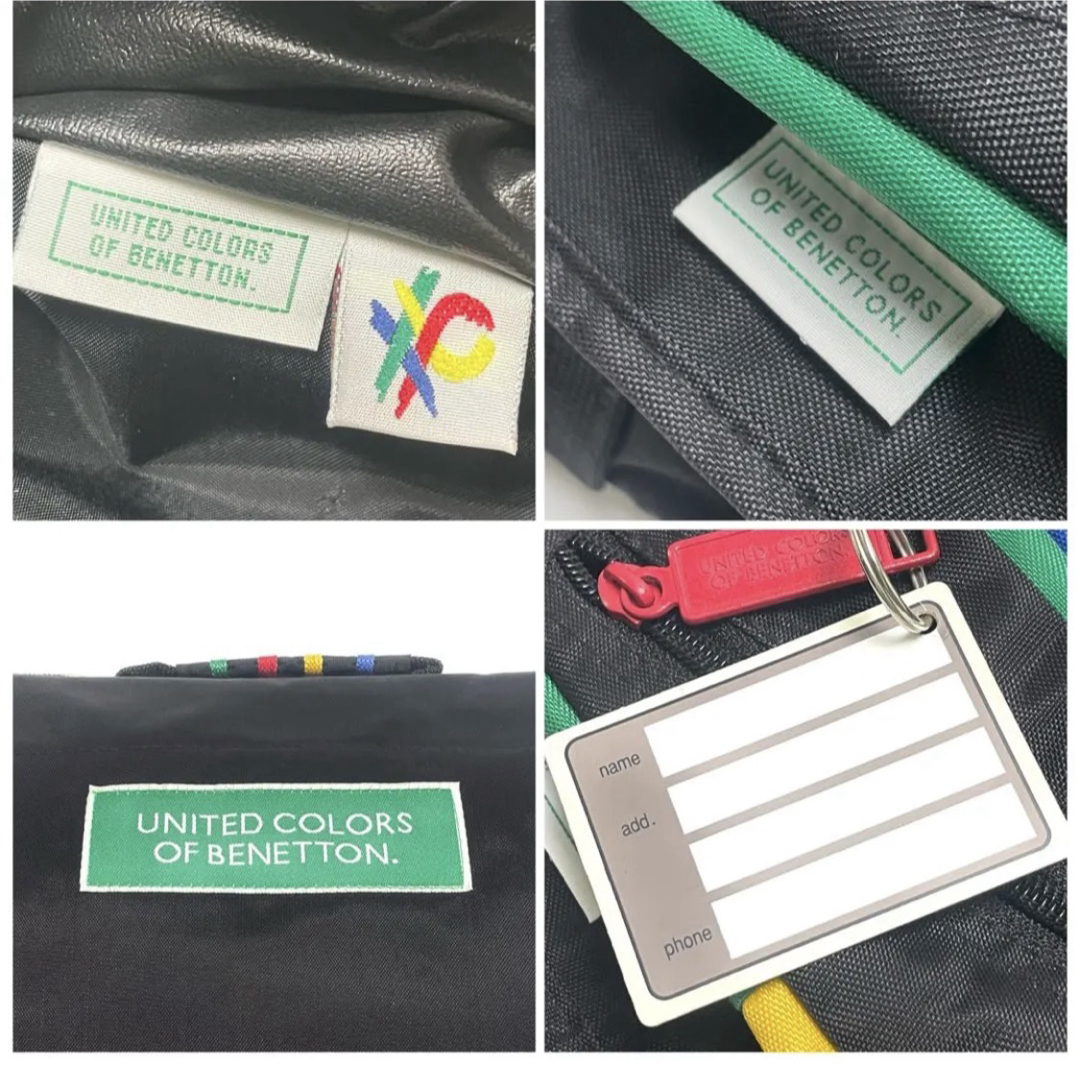 UNITED COLORS
OF BENETTON.
UNITED COLORS
OF BENETTON.
UNITED COLORS
OF BENETTON.
UNITED COLORS
OF BENETTON
name
add.
phone